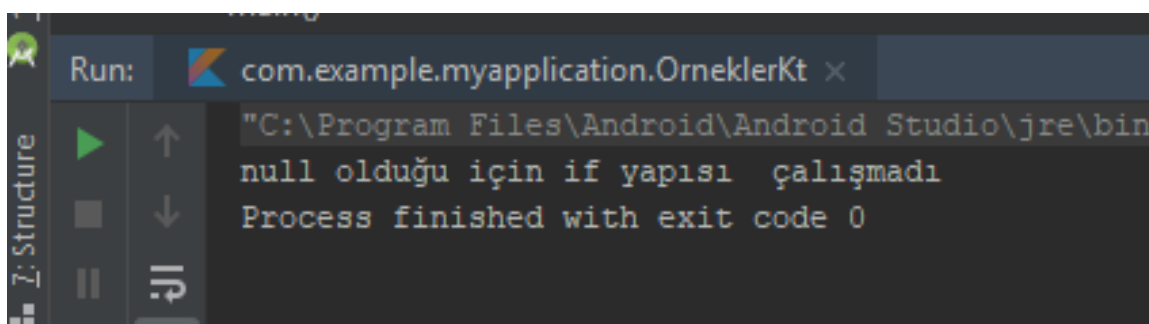 Run: com.example.myapplication.OrneklerKt ×
"C:\Program Files\Android\Android Studio\jre\bin
null olduğu için if yapısı  çalışmadı
Process finished with exit code 0
7: Structure